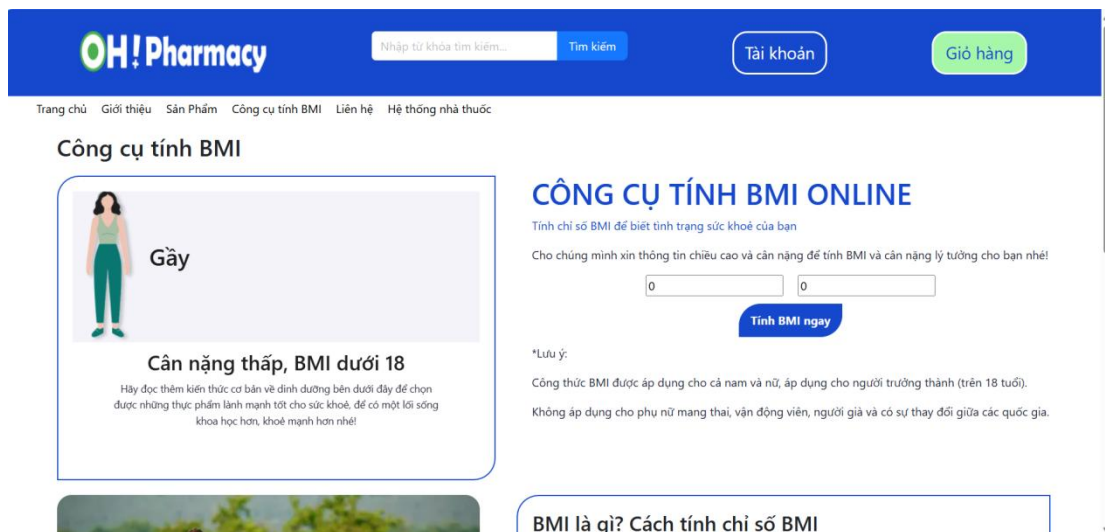 OH! Pharmacy
Nhập từ khóa tìm kiếm...
Tìm kiếm
Tài khoản
Giỏ hàng
Trang chủ Giới thiệu Sản Phẩm Công cụ tính BMI Liên hệ Hệ thống nhà thuốc
Công cụ tính BMI
Gầy
Cân nặng thấp, BMI dưới 18
Hãy đọc thêm kiến thức cơ bản về dinh dưỡng bên dưới đây để chọn
được những thực phẩm lành mạnh tốt cho sức khoẻ, để có một lối sống
khoa học hơn, khoẻ mạnh hơn nhé!
CÔNG CỤ TÍNH BMI ONLINE
Tính chỉ số BMI để biết tình trạng sức khoẻ của bạn
Cho chúng mình xin thông tin chiều cao và cân nặng để tính BMI và cân nặng lý tưởng cho bạn nhé!
0 0
Tính BMI ngay
*Lưu ý:
Công thức BMI được áp dụng cho cả nam và nữ, áp dụng cho người trưởng thành (trên 18 tuổi).
Không áp dụng cho phụ nữ mang thai, vận động viên, người già và có sự thay đổi giữa các quốc gia.
BMI là gì? Cách tính chỉ số BMI